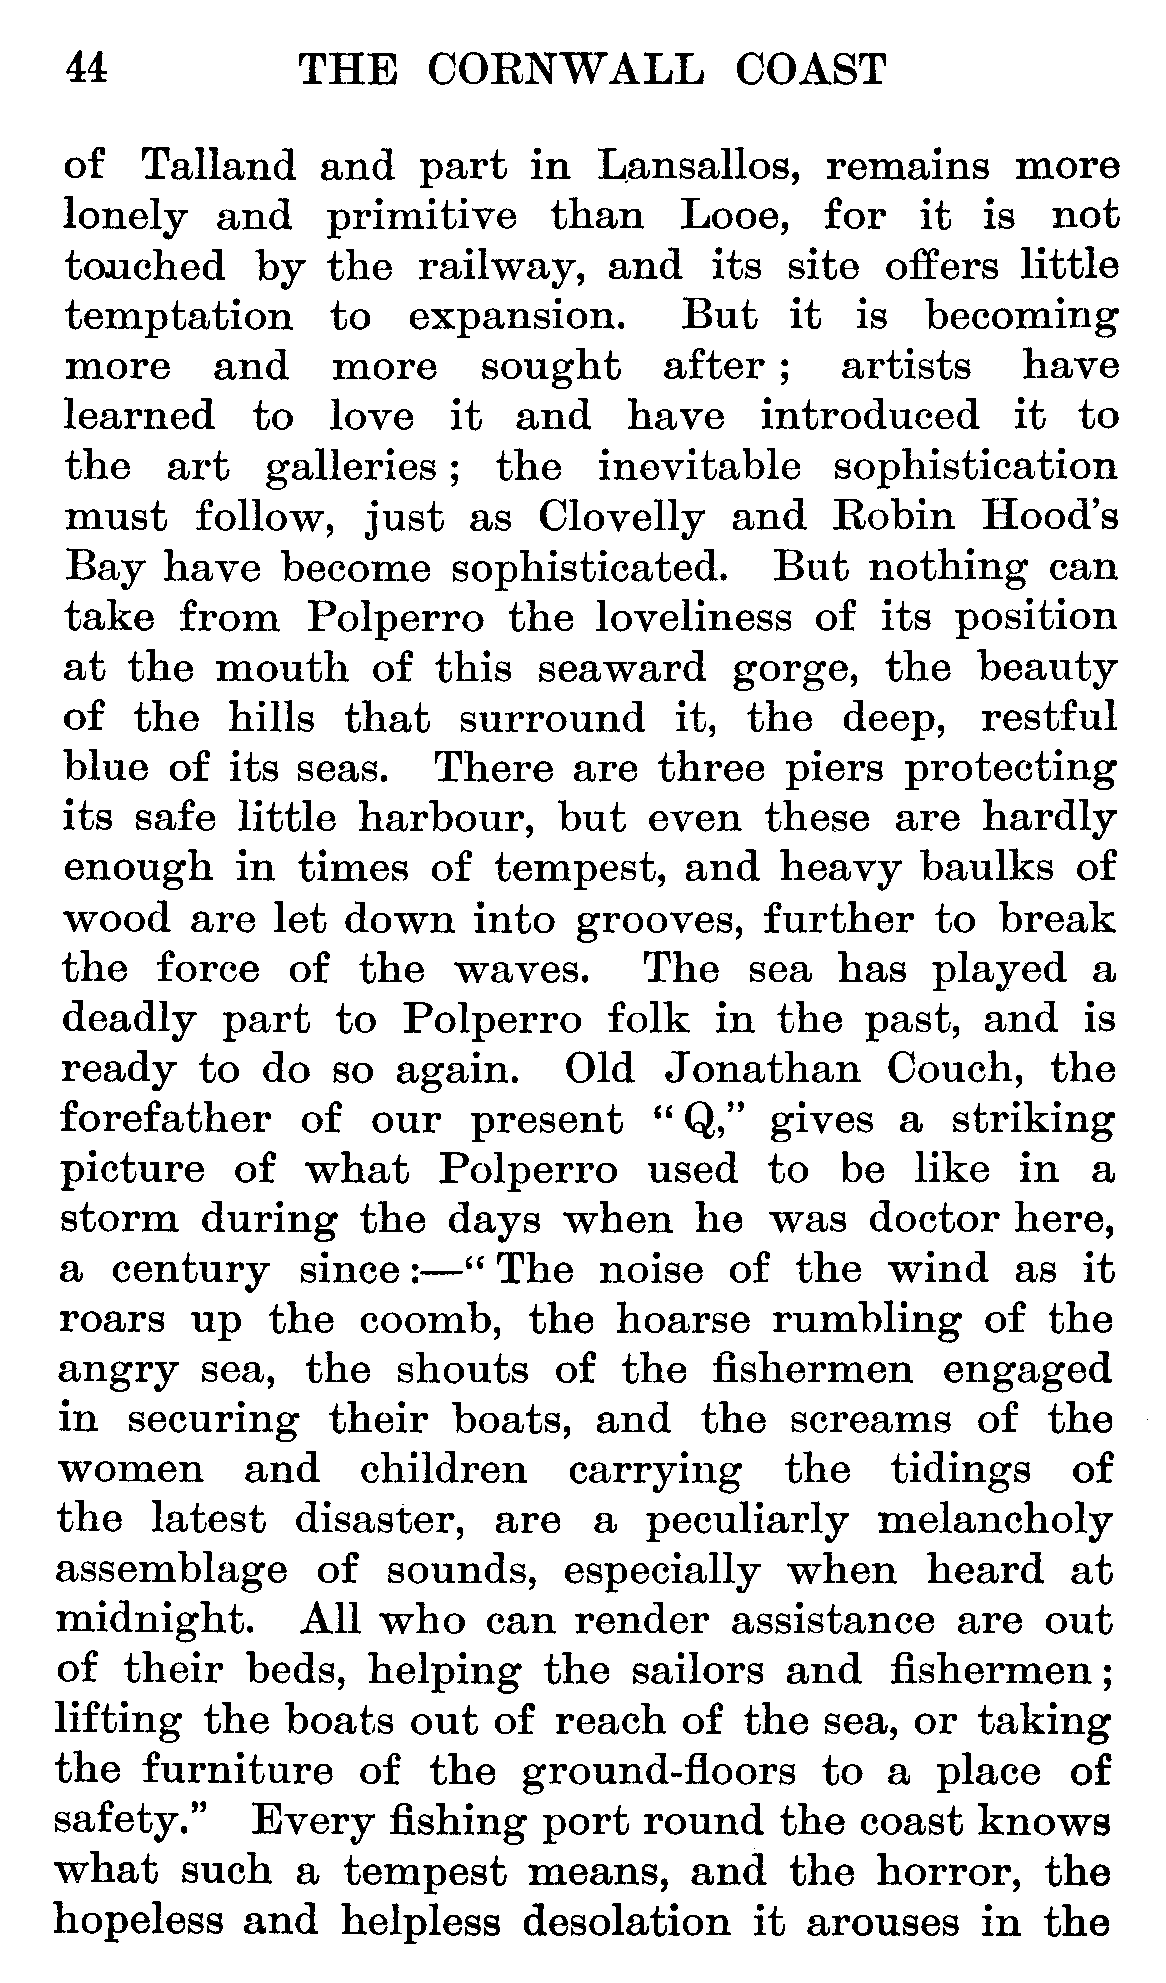 44 THE CORNWALL COAST
of Talland and part in Lansallos, remains more
lonely and primitive than Looe, for it is not
touched by the railway, and its site offers little
temptation to expansion. But it is becoming
more and more sought after ; artists have
learned to love it and have introduced it to
the art galleries ; the inevitable sophistication
must follow, just as Clovelly and Robin Hood's
Bay have become sophisticated. But nothing can
take from Polperro the loveliness of its position
at the mouth of this seaward gorge, the beauty
of the hills that surround it, the deep, restful
blue of its seas. There are three piers protecting
its safe little harbour, but even these are hardly
enough in times of tempest, and heavy baulks of
wood are let down into grooves, further to break
the force of the waves. The sea has played a
deadly part to Polperro folk in the past, and is
ready to do so again. Old Jonathan Couch, the
forefather of our present “ Q,” gives a striking
picture of what Polperro used to be like in a
storm during the days when he was doctor here,
a century since :—“ The noise of the wind as it
roars up the coomb, the hoarse rumbling of the
angry sea, the shouts of the fishermen engaged
in securing their boats, and the screams of the
women and children carrying the tidings of
the latest disaster, are a peculiarly melancholy
assemblage of sounds, especially when heard at
midnight. All who can render assistance are out
of their beds, helping the sailors and fishermen ;
lifting the boats out of reach of the sea, or taking
the furniture of the ground-floors to a place of
safety.” Every fishing port round the coast knows
what such a tempest means, and the horror, the
hopeless and helpless desolation it arouses in the